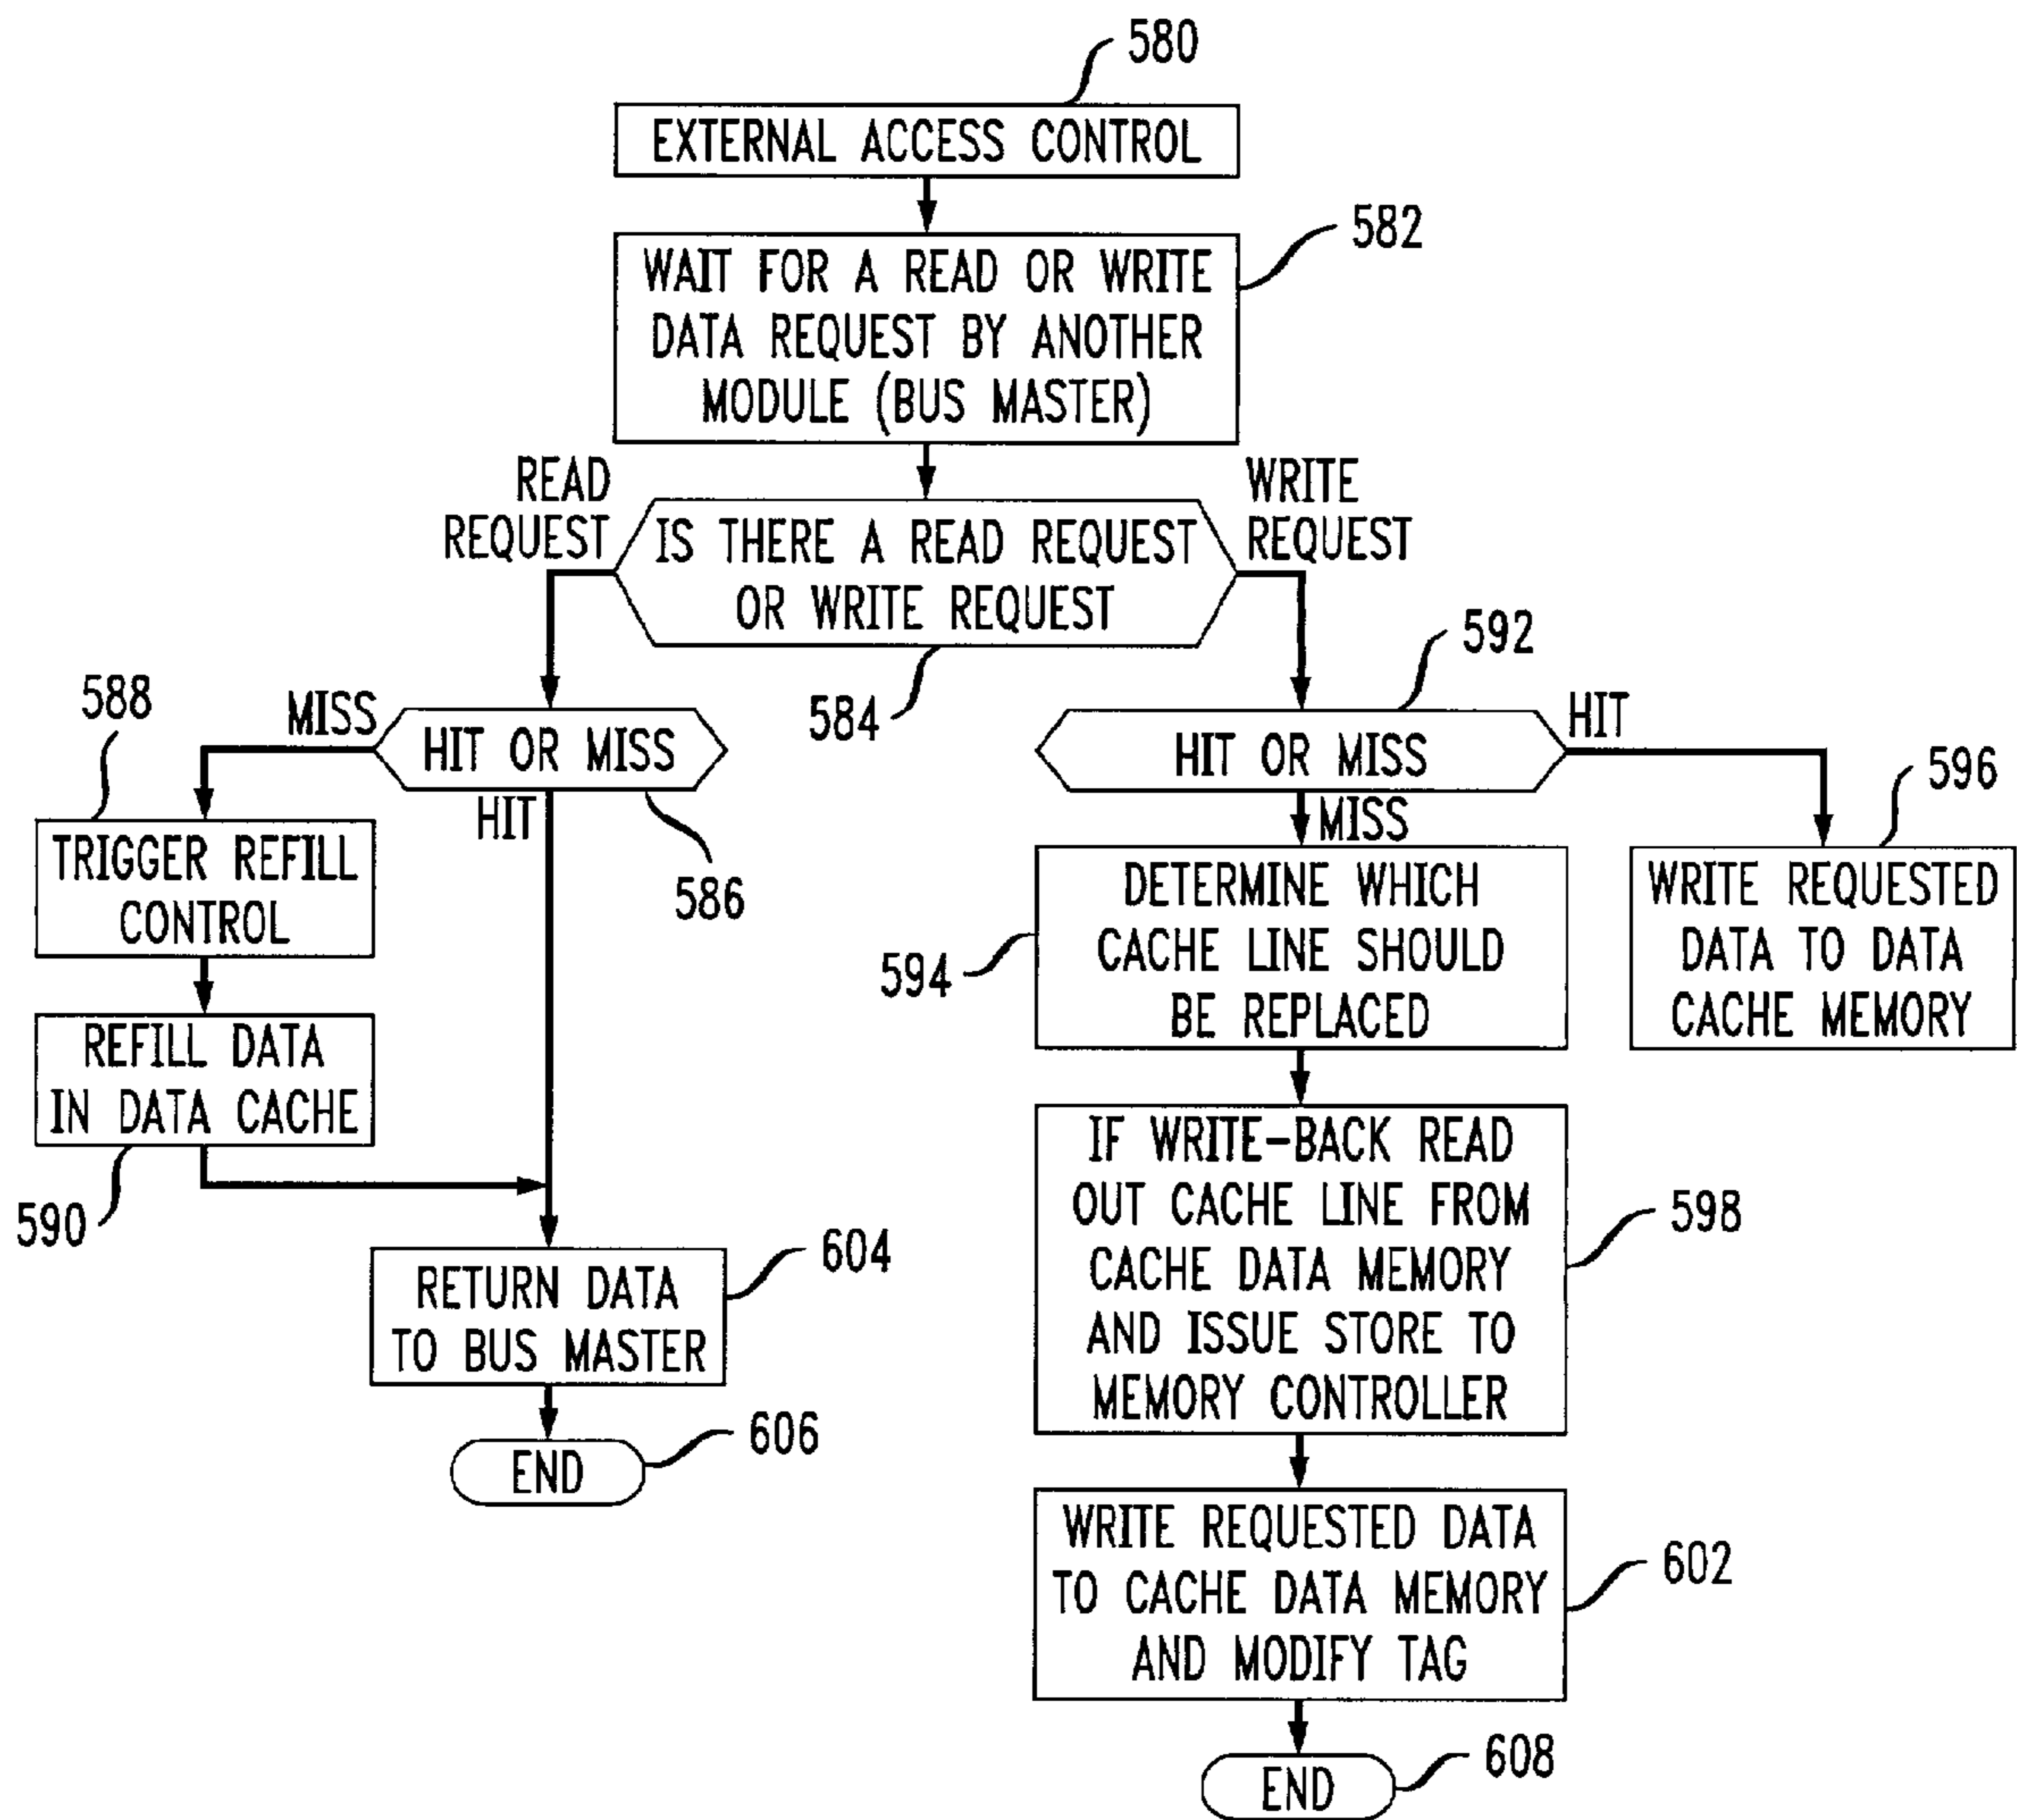 580
EXTERNAL ACCESS CONTROL
582
WAIT FOR A READ OR WRITE
DATA REQUEST BY ANOTHER
MODULE (BUS MASTER)
READ
REQUEST
WRITE
REQUEST
IS THERE A READ REQUEST
OR WRITE REQUEST
584
592
588
MISS
HIT OR MISS
HIT
586
HIT OR MISS
HIT
MISS
596
TRIGGER REFILL
CONTROL
REFILL DATA
IN DATA CACHE
590
594
DETERMINE WHICH
CACHE LINE SHOULD
BE REPLACED
WRITE REQUESTED
DATA TO DATA
CACHE MEMORY
IF WRITE-BACK READ
OUT CACHE LINE FROM
CACHE DATA MEMORY
AND ISSUE STORE TO
MEMORY CONTROLLER
598
604
RETURN DATA
TO BUS MASTER
END
606
WRITE REQUESTED DATA
TO CACHE DATA MEMORY
AND MODIFY TAG
602
END
608